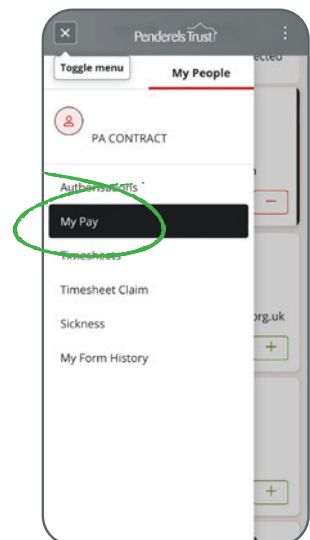 Penderels Trust
Toggle menu
My People
ected
PA CONTRACT
Authorisations
My Pay
Timesheets
Timesheet Claim
Sickness
org.uk
My Form History